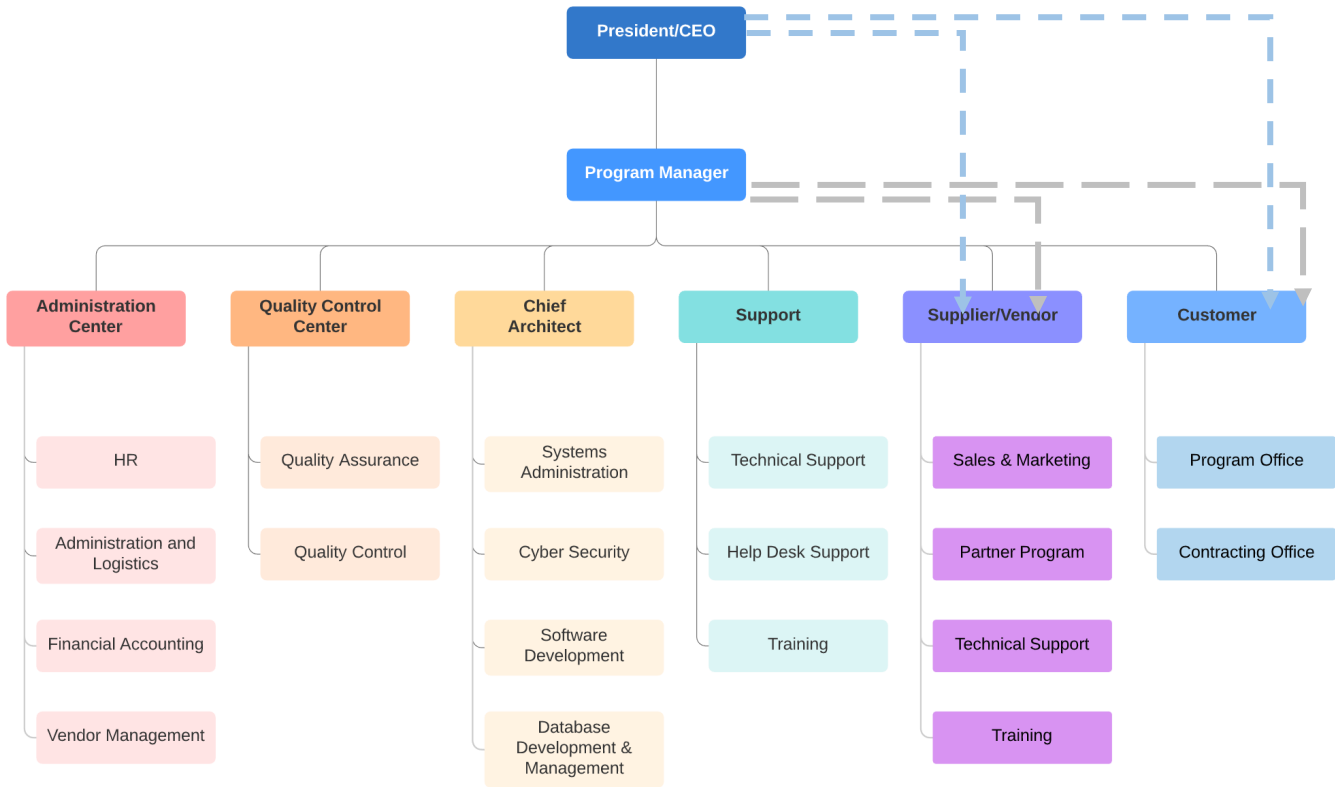 President/CEO
Program Manager
Administration
Center
Quality Control
Center
Chief
Architect
Support
Supplier/Vendor
Customer
HR
Administration and
Logistics
Financial Accounting
Vendor Management
Quality Assurance
Quality Control
Systems
Administration
Cyber Security
Software
Development
Database
Development &
Management
Technical Support
Help Desk Support
Training
Sales & Marketing
Partner Program
Technical Support
Training
Program Office
Contracting Office